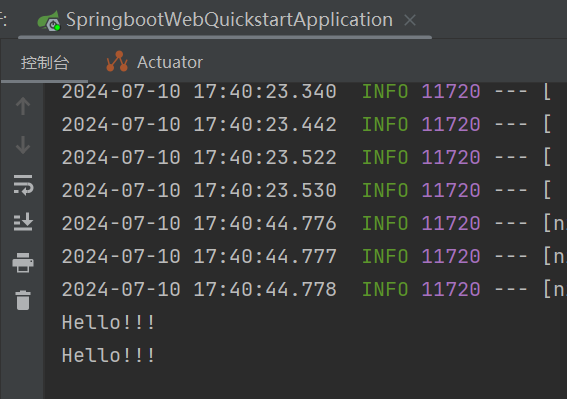 : SpringbootWebQuickstartApplication ×
控制台 Actuator
2024-07-10 17:40:23.340 INFO 11720 --- [
2024-07-10 17:40:23.442 INFO 11720 --- [
2024-07-10 17:40:23.522 INFO 11720 --- [
2024-07-10 17:40:23.530 INFO 11720 --- [
2024-07-10 17:40:44.776 INFO 11720 --- [n
2024-07-10 17:40:44.777 INFO 11720 --- [n
2024-07-10 17:40:44.778 INFO 11720 --- [n
Hello!!!
Hello!!!